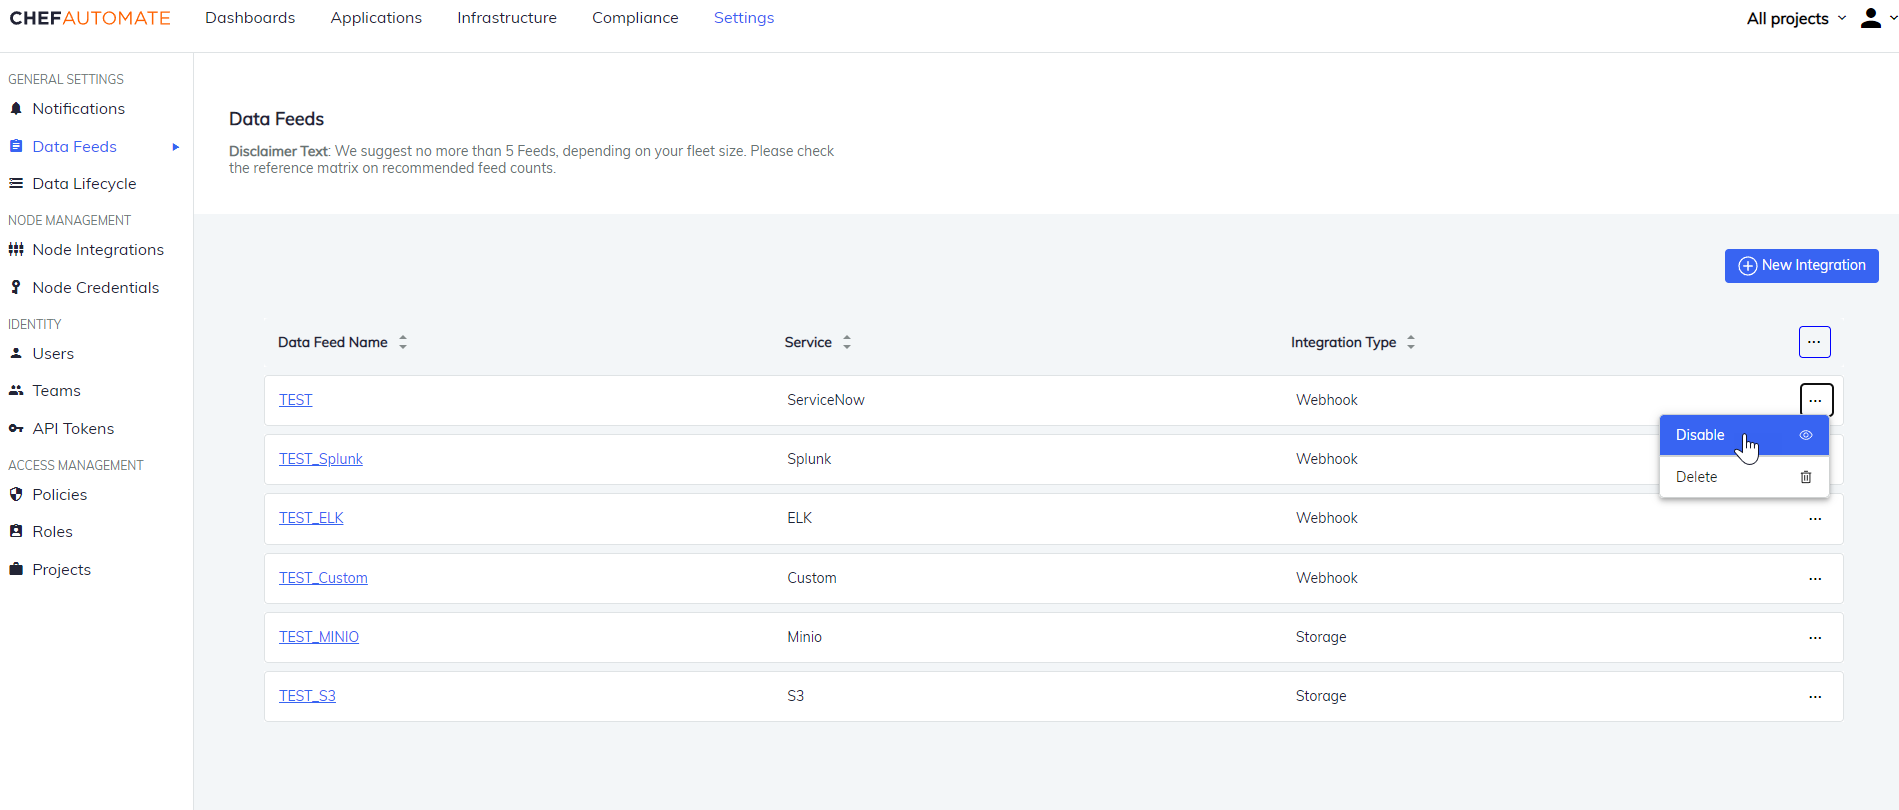 CHEFAUTOMATE Dashboards Applications Infrastructure Compliance Settings All projects
GENERAL SETTINGS
Notifications
Data Feeds
Data Lifecycle
NODE MANAGEMENT
Node Integrations
Node Credentials
IDENTITY
Users
Teams
API Tokens
ACCESS MANAGEMENT
Policies
Roles
Projects
Data Feeds
Disclaimer Text: We suggest no more than 5 Feeds, depending on your fleet size. Please check
the reference matrix on recommended feed counts.
New Integration
Data Feed Name Service Integration Type ...
TEST ServiceNow Webhook ...
Disable
Delete
TEST_Splunk Splunk Webhook
TEST_ELK ELK Webhook ...
TEST_Custom Custom Webhook ...
TEST_MINIO Minio Storage ...
TEST_S3 S3 Storage ...